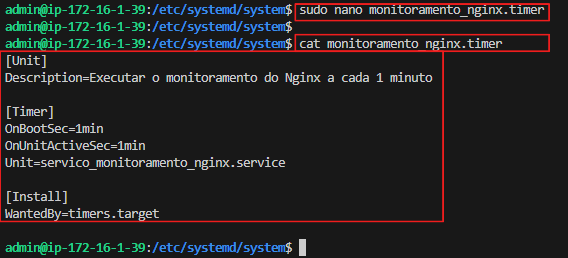 admin@ip-172-16-1-39:/etc/systemd/system$ sudo nano monitoramento_nginx.timer
admin@ip-172-16-1-39:/etc/systemd/system$
admin@ip-172-16-1-39:/etc/systemd/system$ cat monitoramento_nginx.timer
[Unit]
Description=Executar o monitoramento do Nginx a cada 1 minuto
[Timer]
OnBootSec=1min
OnUnitActiveSec=1min
Unit=servico_monitoramento_nginx.service
[Install]
WantedBy=timers.target
admin@ip-172-16-1-39:/etc/systemd/system$